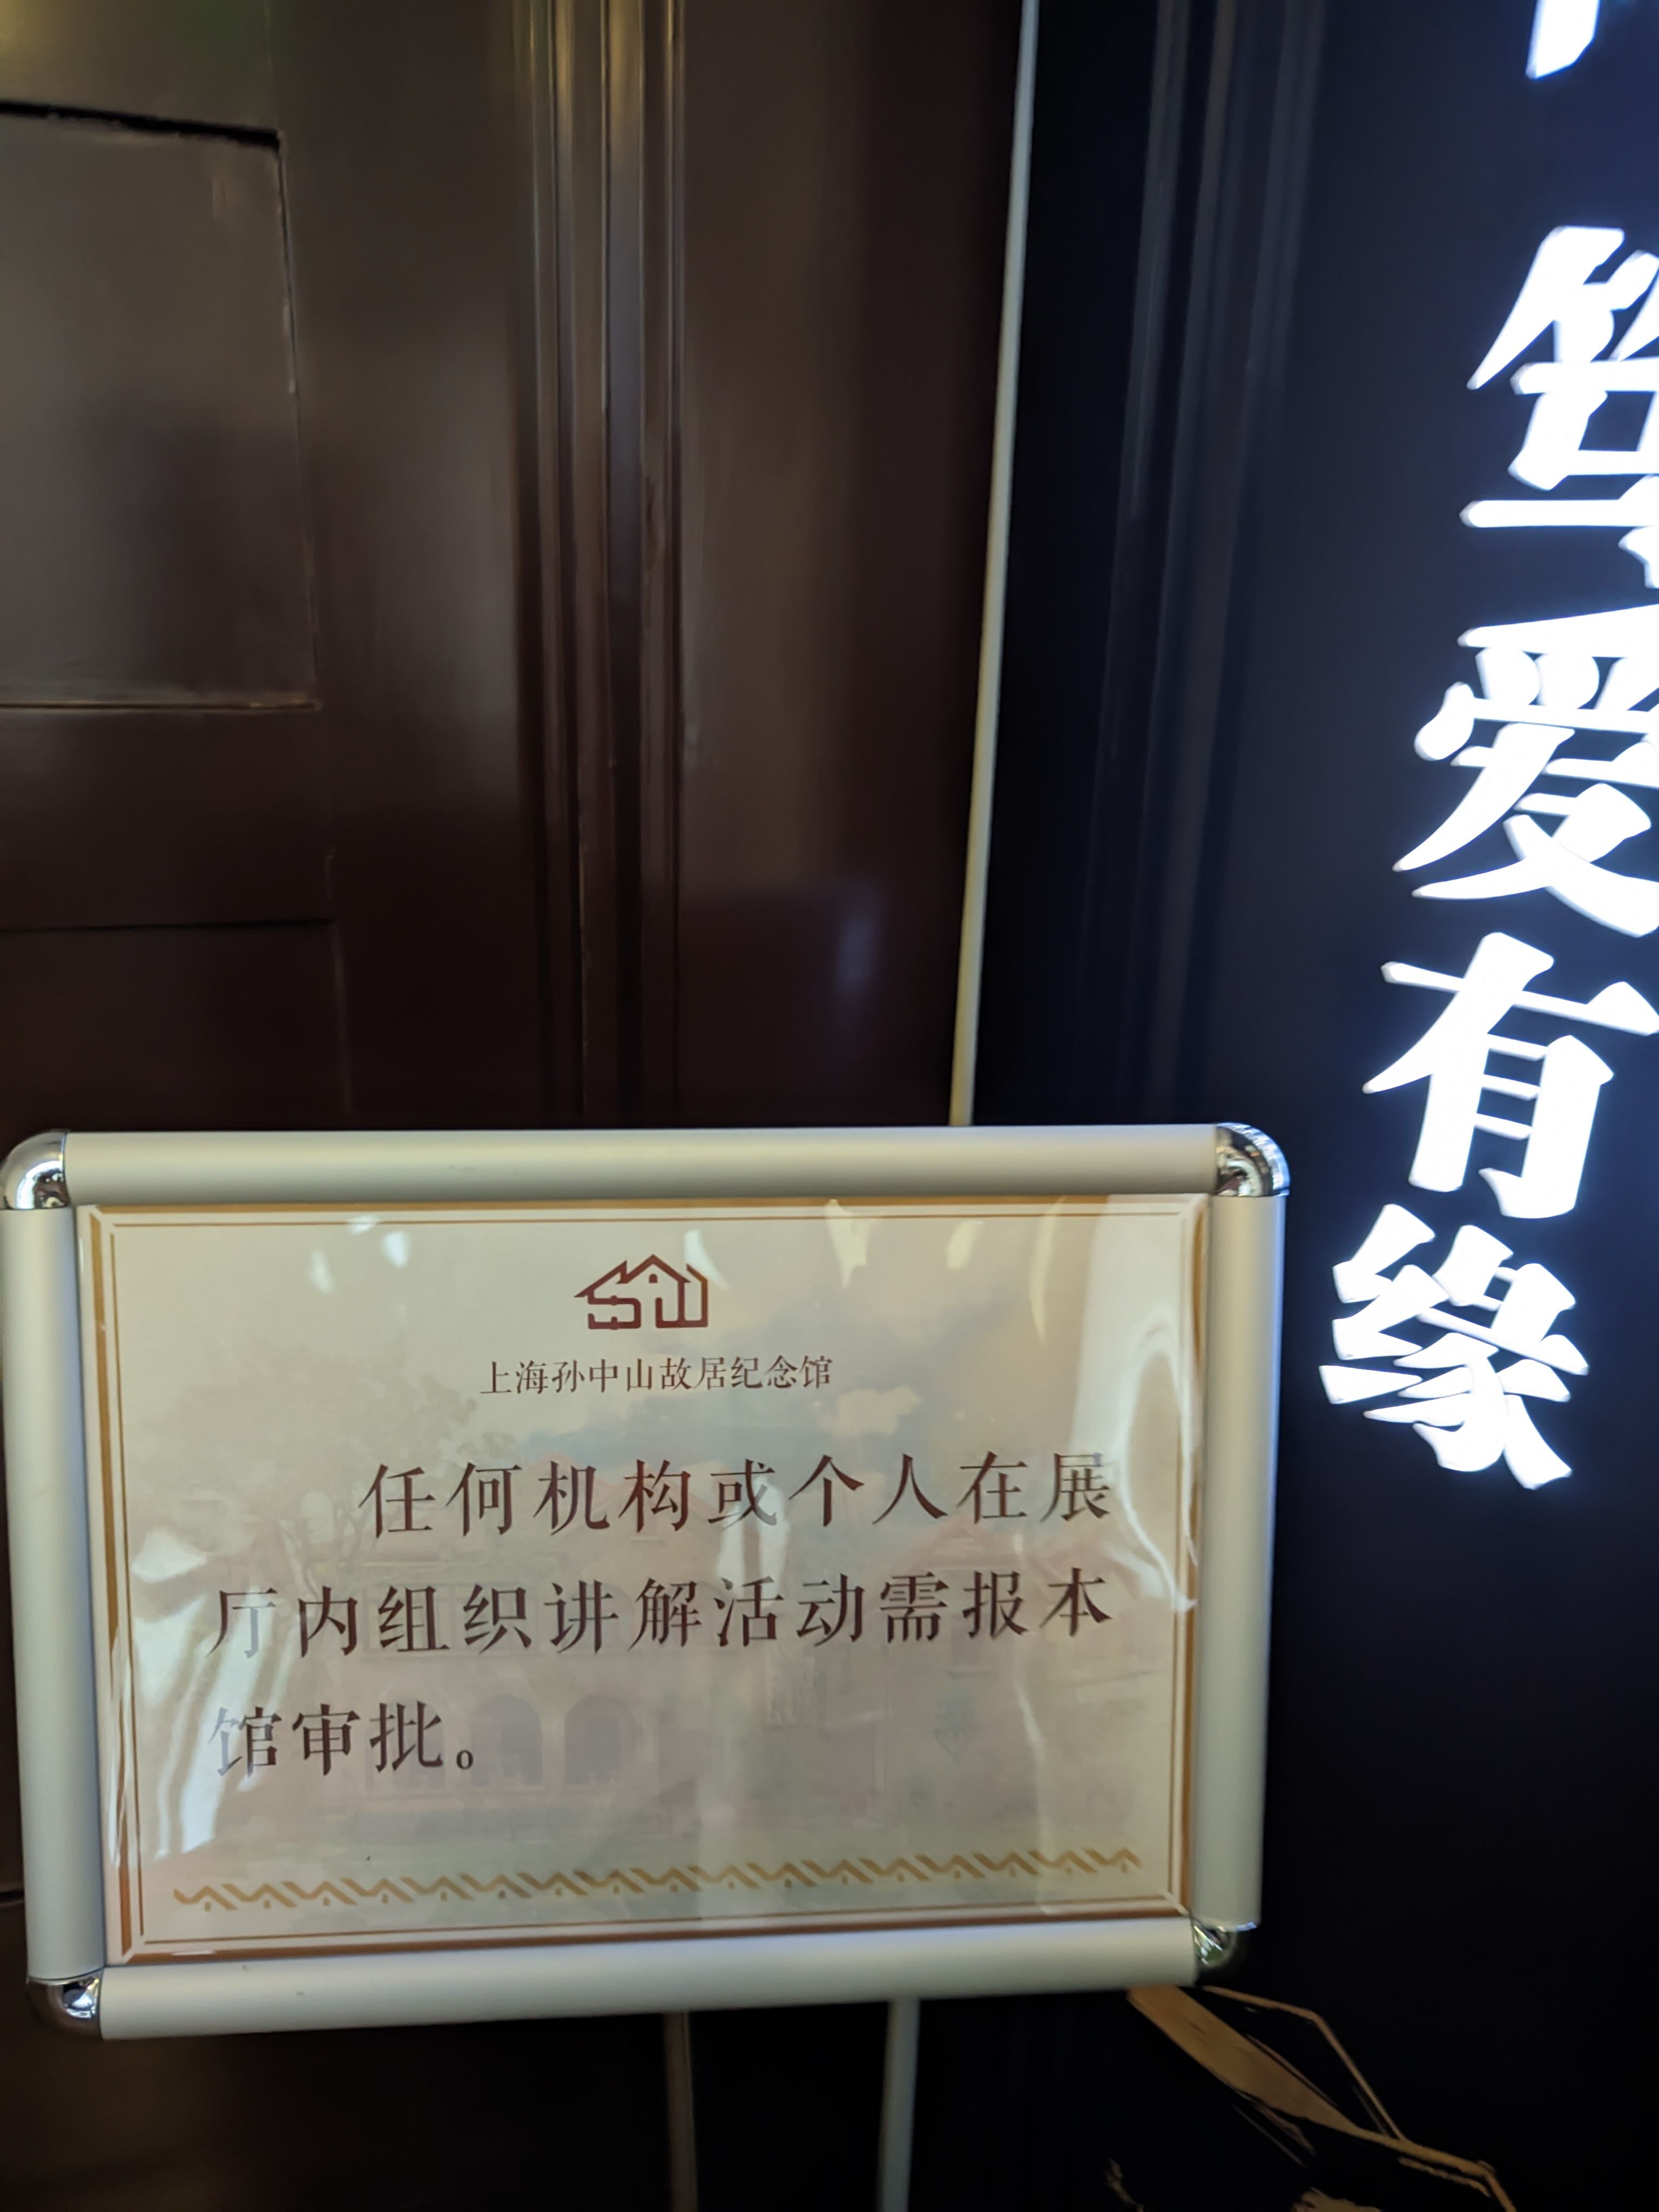 笃爱有缘
上海孙中山故居纪念馆
任何机构或个人在展
厅内组织讲解活动需报本
馆审批。